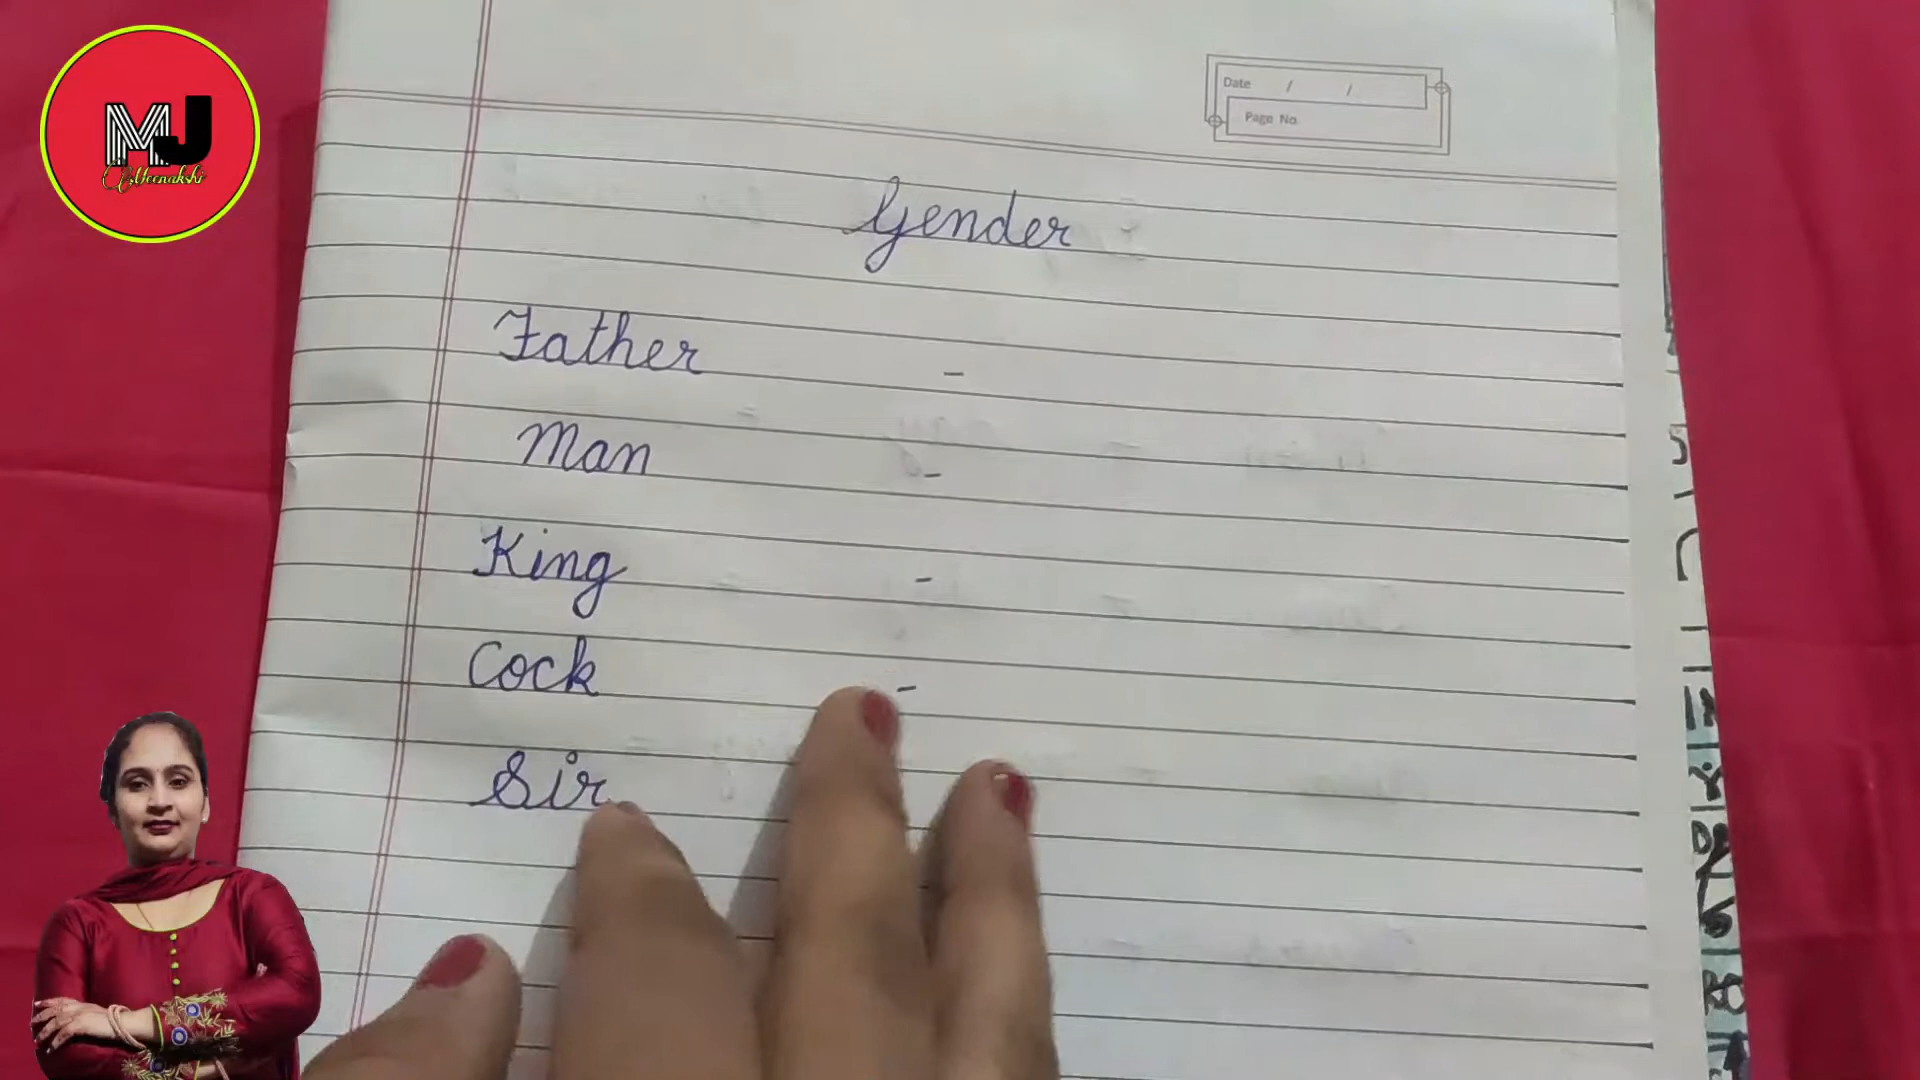 MJ
Meenakshi
Date / /
Page No.
Gender
Father -
Man -
King -
Cock -
Sir